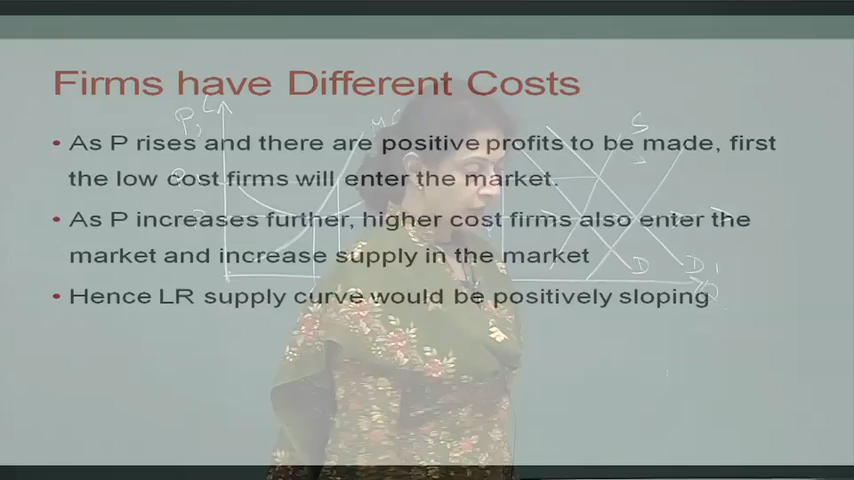 Firms have Different Costs
• As P rises and there are positive profits to be made, first
the low cost firms will enter the market.
• As P increases further, higher cost firms also enter the
market and increase supply in the market
• Hence LR supply curve would be positively sloping
C
P,
MC
S
D
D'